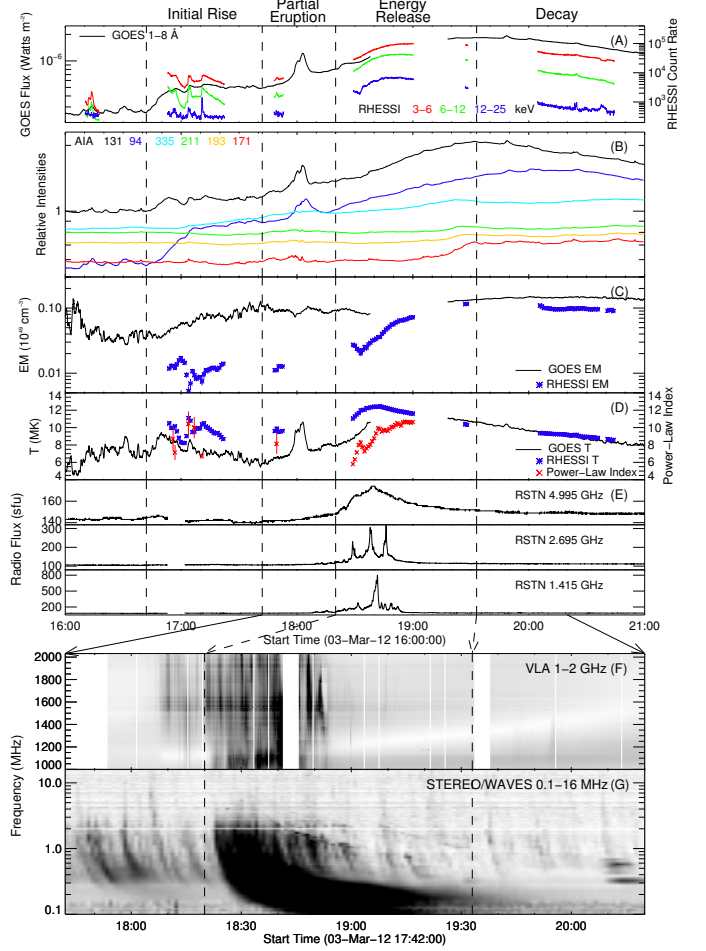 Initial Rise
Partial
Eruption
Energy
Release
Decay
GOES Flux (Watts m⁻²)
10⁻⁶
GOES 1−8 Å
(A)
RHESSI 3−6 6−12 12−25 keV
10⁵
10⁴
10³
RHESSI Count Rate
Relative Intensities
1
AIA 131 94 335 211 193 171
(B)
EM (10⁴⁹ cm⁻³)
0.10
0.01
(C)
GOES EM
RHESSI EM
T (MK)
14
12
10
8
6
4
(D)
GOES T
RHESSI T
Power−Law Index
14
12
10
8
6
4
Power−Law Index
Radio Flux (sfu)
160
140
RSTN 4.995 GHz
(E)
300
200
100
RSTN 2.695 GHz
800
500
200
RSTN 1.415 GHz
16:00 17:00 18:00 19:00 20:00 21:00
Start Time (03−Mar−12 16:00:00)
Frequency (MHz)
2000
1800
1600
1400
1200
1000
VLA 1−2 GHz (F)
10.0
1.0
0.1
STEREO/WAVES 0.1−16 MHz (G)
18:00 18:30 19:00 19:30 20:00
Start Time (03−Mar−12 17:42:00)